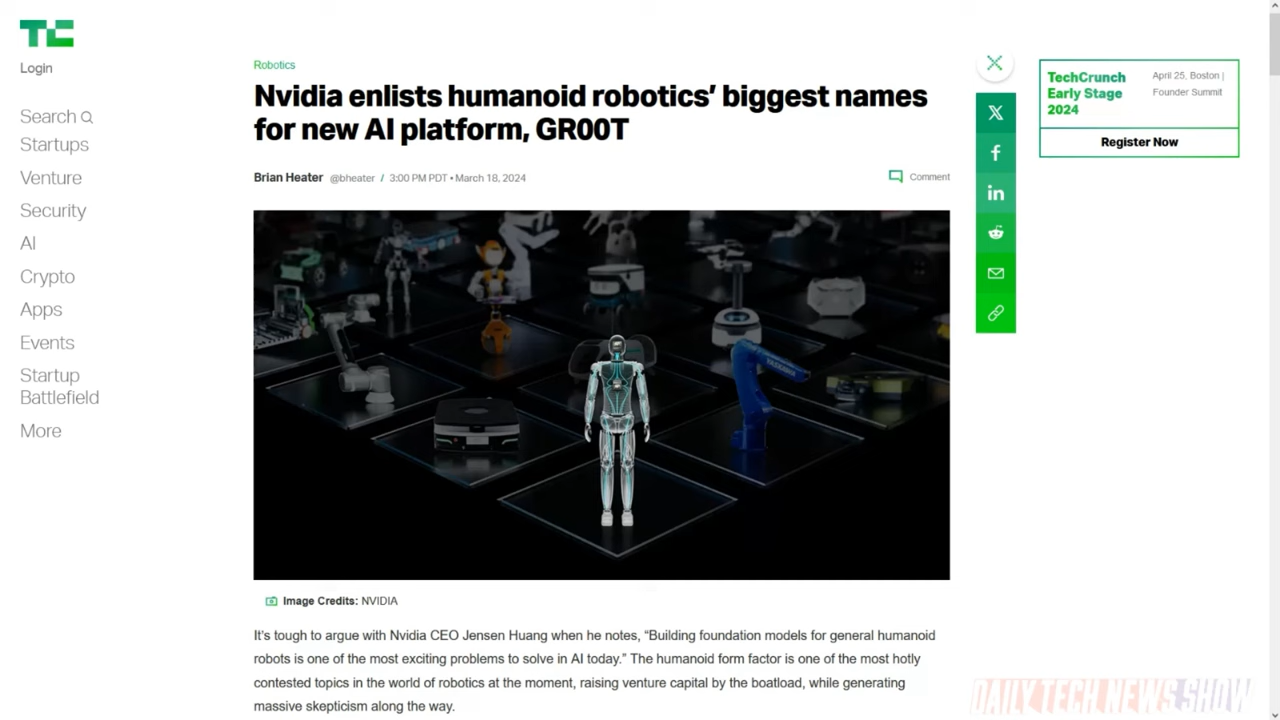 TC
Login
Search
Startups
Venture
Security
AI
Crypto
Apps
Events
Startup
Battlefield
More
Robotics
Nvidia enlists humanoid robotics’ biggest names
for new AI platform, GR00T
Brian Heater @bheater / 3:00 PM PDT • March 18, 2024
Comment
YASKAWA
Image Credits: NVIDIA
It’s tough to argue with Nvidia CEO Jensen Huang when he notes, “Building foundation models for general humanoid
robots is one of the most exciting problems to solve in AI today.” The humanoid form factor is one of the most hotly
contested topics in the world of robotics at the moment, raising venture capital by the boatload, while generating
massive skepticism along the way.
X
f
in
TechCrunch
Early Stage
2024
April 25, Boston |
Founder Summit
Register Now
DAILY TECH NEWS SHOW